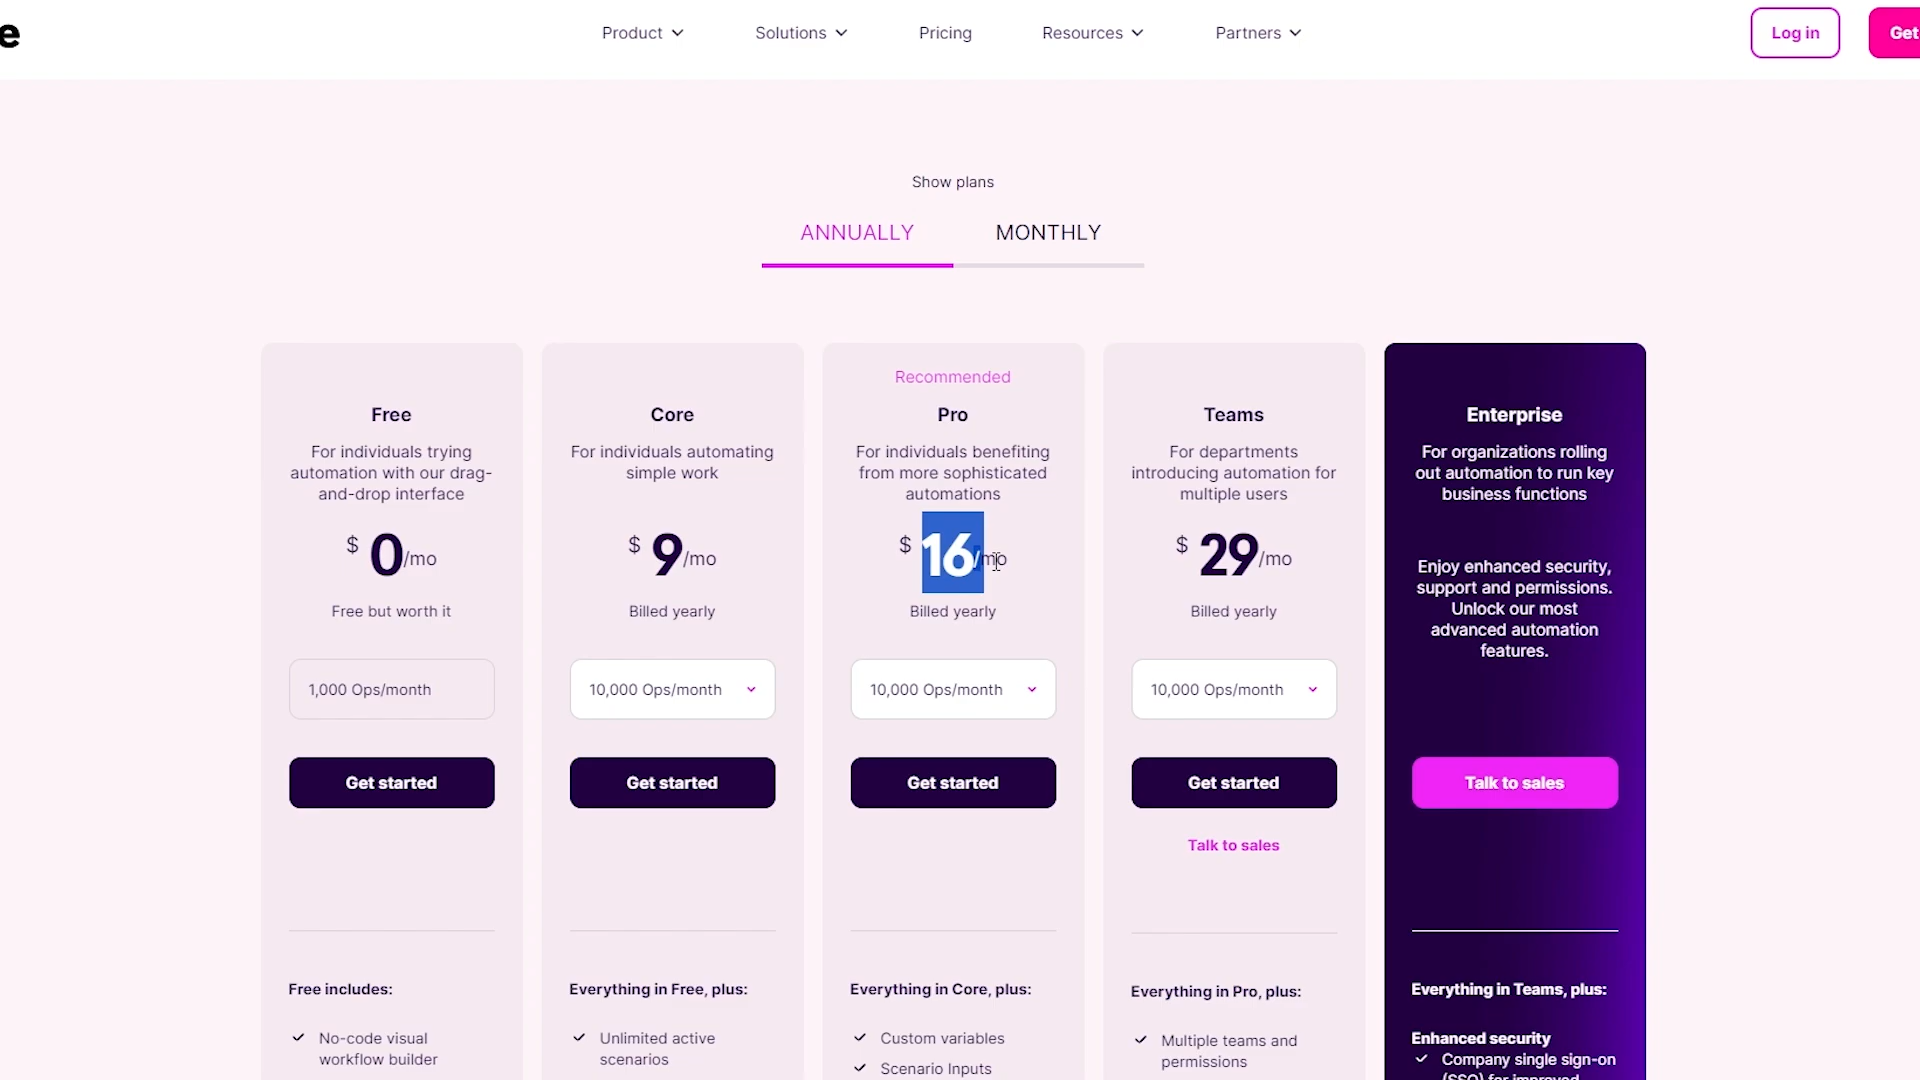 e
Product
Solutions
Pricing
Resources
Partners
Log in
Get
Show plans
ANNUALLY
MONTHLY
Free
For individuals trying
automation with our drag-
and-drop interface
$ 0/mo
Free but worth it
1,000 Ops/month
Get started
Free includes:
No-code visual
workflow builder
Core
For individuals automating
simple work
$ 9/mo
Billed yearly
10,000 Ops/month
Get started
Everything in Free, plus:
Unlimited active
scenarios
Recommended
Pro
For individuals benefiting
from more sophisticated
automations
$ 16/mo
Billed yearly
10,000 Ops/month
Get started
Everything in Core, plus:
Custom variables
Scenario Inputs
Teams
For departments
introducing automation for
multiple users
$ 29/mo
Billed yearly
10,000 Ops/month
Get started
Talk to sales
Everything in Pro, plus:
Multiple teams and
permissions
Enterprise
For organizations rolling
out automation to run key
business functions
Enjoy enhanced security,
support and permissions.
Unlock our most
advanced automation
features.
Talk to sales
Everything in Teams, plus:
Enhanced security
Company single sign-on
(SSO) for improved